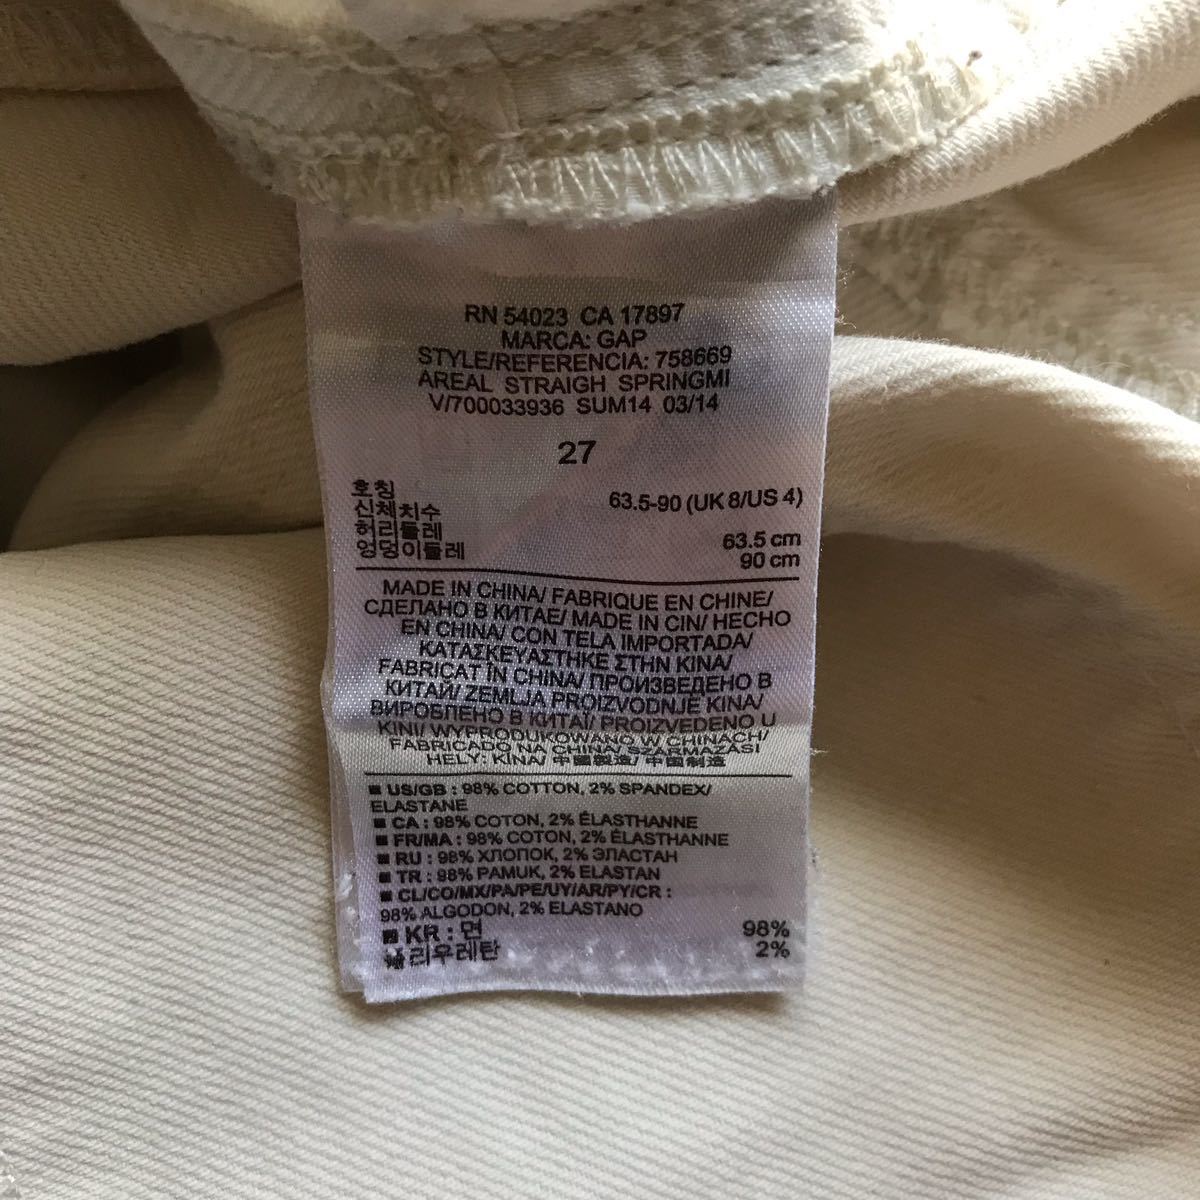 RN 54023 CA 17897
MARCA: GAP
STYLE/REFERENCIA: 758669
AREAL STRAIGH SPRINGMI
V/700033936 SUM14 03/14
27
호칭 63.5-90 (UK 8/US 4)
신체치수
허리둘레 63.5 cm
엉덩이둘레 90 cm
MADE IN CHINA/ FABRIQUE EN CHINE/
СДЕЛАНО В КИТАЕ/ MADE IN CIN/ HECHO
EN CHINA/ CON TELA IMPORTADA/
ΚΑΤΑΣΚΕΥΑΣΤΗΚΕ ΣΤΗΝ ΚΙΝΑ/
FABRICAT ÎN CHINA/ ПРОИЗВЕДЕНО В
КИТАЙ/ ZEMLJA PROIZVODNJE KINA/
ВИРОБЛЕНО В КИТАЇ/ PROIZVEDENO U
KINI/ WYPRODUKOWANO W CHINACH/
FABRICADO NA CHINA/ SZÁRMAZÁSI
HELY: KÍNA/ 中國製造/ 中国制造
■ US/GB : 98% COTTON, 2% SPANDEX/
ELASTANE
■ CA : 98% COTON, 2% ÉLASTHANNE
■ FR/MA : 98% COTON, 2% ÉLASTHANNE
■ RU : 98% ХЛОПОК, 2% ЭЛАСТАН
■ TR : 98% PAMUK, 2% ELASTAN
■ CL/CO/MX/PA/PE/UY/AR/PY/CR :
98% ALGODON, 2% ELASTANO
■ KR : 면 98%
폴리우레탄 2%